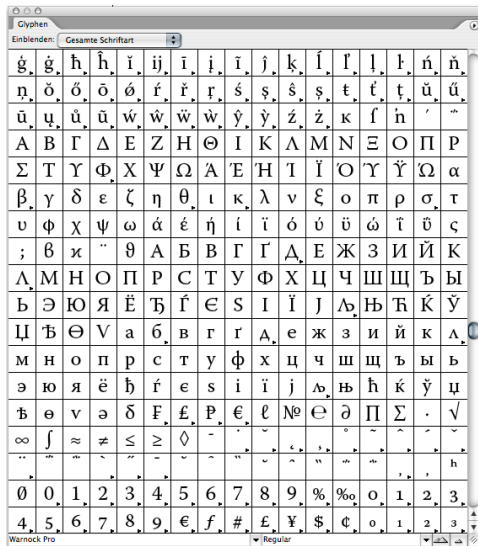 Glyphen
Einblenden: Gesamte Schriftart
ġ ģ ħ ĥ ĭ ij ī į ĩ ĵ ķ ĺ ľ ļ ŀ ń ň
ņ ŏ ő ō ǿ ŕ ř ŗ ś ş ŝ ș ŧ ť ţ ŭ ű
ū ų ů ũ ẃ ŵ ẅ ẁ ŷ ỳ ź ż ĸ ſ ŉ ΄ ΅
Α Β Γ Δ Ε Ζ Η Θ Ι Κ Λ Μ Ν Ξ Ο Π Ρ
Σ Τ Υ Φ Χ Ψ Ω Ά Έ Ή Ί Ϊ Ό Υ Ϋ Ώ α
β γ δ ε ζ η θ ι κ λ ν ξ ο π ρ σ τ
υ φ χ ψ ω ά έ ή ί ϊ ό ύ ϋ ώ ΐ ΰ ς
; ϐ ϰ ¨ ϑ А Б В Г Ґ Д Е Ж З И Й К
Л М Н О П Р С Т У Ф Х Ц Ч Ш Щ Ъ Ы
Ь Э Ю Я Ё Ђ Ѓ Є Ѕ І Ї Ј Љ Њ Ћ Ќ Ў
Џ Ѣ Ѳ Ѵ а б в г ґ д е ж з и й к л
м н о п р с т у ф х ц ч ш щ ъ ы ь
э ю я ё ђ ѓ є ѕ і ї ј љ њ ћ ќ ў џ
ѣ ѳ ѵ ә δ ₣ £ ₱ € ℓ № ℮ ∂ ∏ ∑ · √
∞ ∫ ≈ ≠ ≤ ≥ ◊ -
h
0 0 1 2 3 4 5 6 7 8 9 % ‰ 0 1 2 3
4 5 6 7 8 9 € ƒ # £ ¥ $ ¢ 0 1 2 3
Warnock Pro Regular